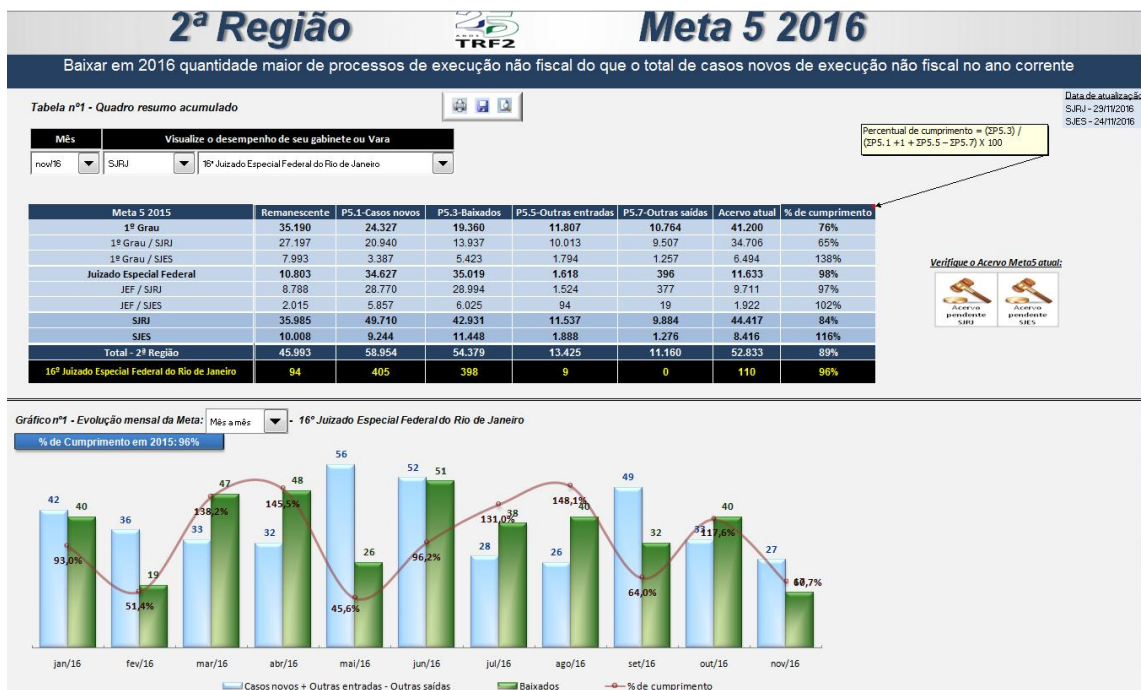 2ª Região
25
ANOS
TRF2
Meta 5 2016
Baixar em 2016 quantidade maior de processos de execução não fiscal do que o total de casos novos de execução não fiscal no ano corrente
Tabela nº1 - Quadro resumo acumulado
Data de atualização
SJRJ - 29/11/2016
SJES - 24/11/2016
Mês Visualize o desempenho de seu gabinete ou Vara
nov/16 SJRJ 16º Juizado Especial Federal do Rio de Janeiro
Percentual de cumprimento = (ΣP5.3) /
(ΣP5.1 +1 + ΣP5.5 – ΣP5.7) X 100
Meta 5 2015 Remanescente P5.1-Casos novos P5.3-Baixados P5.5-Outras entradas P5.7-Outras saídas Acervo atual % de cumprimento
1º Grau 35.190 24.327 19.360 11.807 10.764 41.200 76%
1º Grau / SJRJ 27.197 20.940 13.937 10.013 9.507 34.706 65%
1º Grau / SJES 7.993 3.387 5.423 1.794 1.257 6.494 138%
Juizado Especial Federal 10.803 34.627 35.019 1.618 396 11.633 98%
JEF / SJRJ 8.788 28.770 28.994 1.524 377 9.711 97%
JEF / SJES 2.015 5.857 6.025 94 19 1.922 102%
SJRJ 35.985 49.710 42.931 11.537 9.884 44.417 84%
SJES 10.008 9.244 11.448 1.888 1.276 8.416 116%
Total - 2ª Região 45.993 58.954 54.379 13.425 11.160 52.833 89%
16º Juizado Especial Federal do Rio de Janeiro 94 405 398 9 0 110 96%
Verifique o Acervo Meta5 atual:
Acervo pendente SJRJ
Acervo pendente SJES
Gráfico nº1 - Evolução mensal da Meta: Mês a mês - 16º Juizado Especial Federal do Rio de Janeiro
% de Cumprimento em 2015: 96%
42 40 36 19 33 47 32 48 56 26 52 51 28 38 26 40 49 32 33 40 27 17
93,0% 51,4% 138,2% 145,5% 45,6% 96,2% 131,0% 148,1% 64,0% 117,6% 60,7%
jan/16 fev/16 mar/16 abr/16 mai/16 jun/16 jul/16 ago/16 set/16 out/16 nov/16
Casos novos + Outras entradas - Outras saídas Baixados % de cumprimento